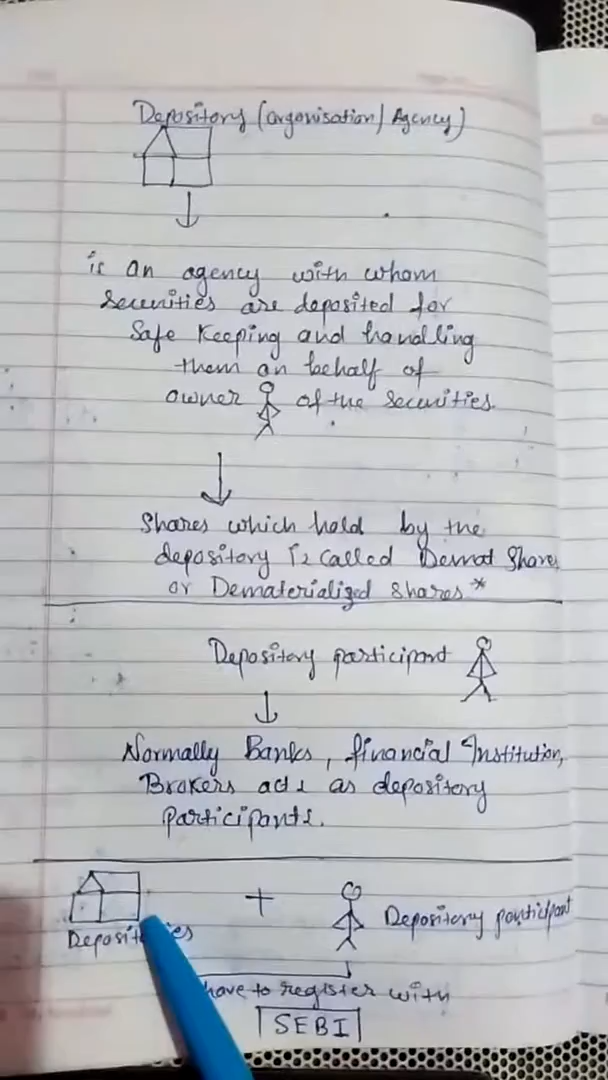 Depository (Organisation/Agency)
is an agency with whom
securities are deposited for
Safe Keeping and handling
them on behalf of
owner of the securities.
Shares which hold by the
depository is called Demat Shares
or Dematerialized shares*
Depository participant
Normally Banks, financial Institution,
Brokers acts as depository
Participants.
+
Depositories
Depository participant
have to register with
SEBI